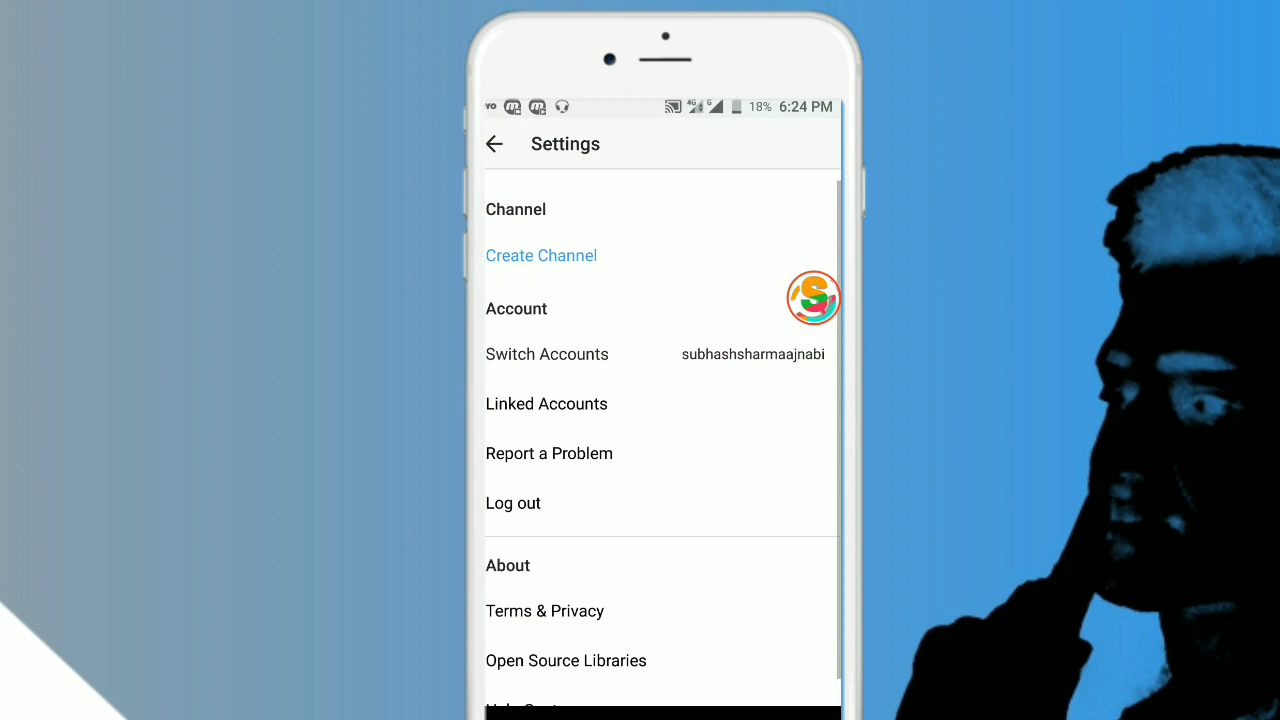 18% 6:24 PM
Settings
Channel
Create Channel
Account
Switch Accounts subhashsharmaajnabi
Linked Accounts
Report a Problem
Log out
About
Terms & Privacy
Open Source Libraries